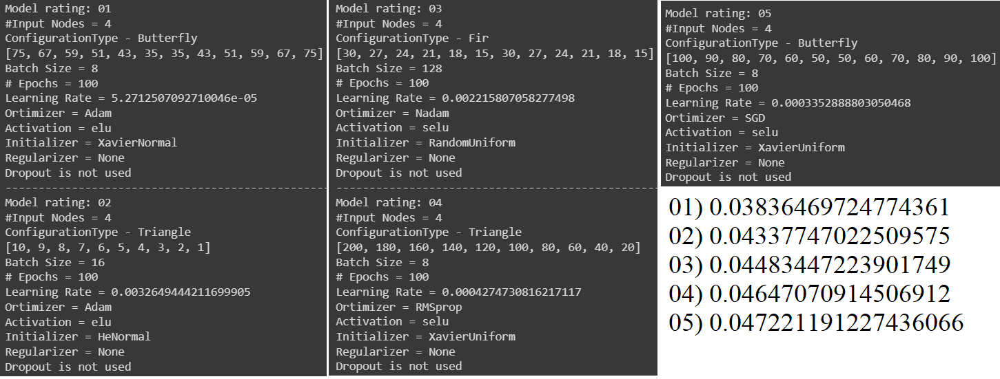 Model rating: 01
#Input Nodes = 4
ConfigurationType - Butterfly
[75, 67, 59, 51, 43, 35, 35, 43, 51, 59, 67, 75]
Batch Size = 8
# Epochs = 100
Learning Rate = 5.2712507092710046e-05
Ortimizer = Adam
Activation = elu
Initializer = XavierNormal
Regularizer = None
Dropout is not used
Model rating: 02
#Input Nodes = 4
ConfigurationType - Triangle
[10, 9, 8, 7, 6, 5, 4, 3, 2, 1]
Batch Size = 16
# Epochs = 100
Learning Rate = 0.0032649444211699905
Ortimizer = Adam
Activation = elu
Initializer = HeNormal
Regularizer = None
Dropout is not used
Model rating: 03
#Input Nodes = 4
ConfigurationType - Fir
[30, 27, 24, 21, 18, 15, 30, 27, 24, 21, 18, 15]
Batch Size = 128
# Epochs = 100
Learning Rate = 0.002215807058277498
Ortimizer = Nadam
Activation = selu
Initializer = RandomUniform
Regularizer = None
Dropout is not used
Model rating: 04
#Input Nodes = 4
ConfigurationType - Triangle
[200, 180, 160, 140, 120, 100, 80, 60, 40, 20]
Batch Size = 8
# Epochs = 100
Learning Rate = 0.0004274730816217117
Ortimizer = RMSprop
Activation = selu
Initializer = XavierUniform
Regularizer = None
Dropout is not used
Model rating: 05
#Input Nodes = 4
ConfigurationType - Butterfly
[100, 90, 80, 70, 60, 50, 50, 60, 70, 80, 90, 100]
Batch Size = 8
# Epochs = 100
Learning Rate = 0.0003352888803050468
Ortimizer = SGD
Activation = selu
Initializer = XavierUniform
Regularizer = None
Dropout is not used
01) 0.03836469724774361
02) 0.04337747022509575
03) 0.04483447223901749
04) 0.04647070914506912
05) 0.047221191227436066